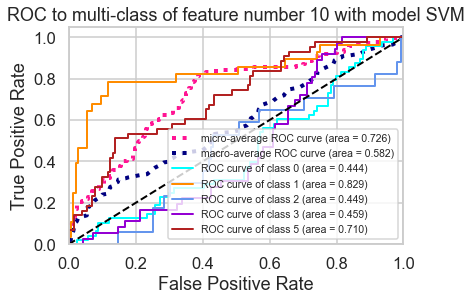 ROC to multi-class of feature number 10 with model SVM
True Positive Rate
1.0
0.8
0.6
0.4
0.2
0.0
micro-average ROC curve (area = 0.726)
macro-average ROC curve (area = 0.582)
ROC curve of class 0 (area = 0.444)
ROC curve of class 1 (area = 0.829)
ROC curve of class 2 (area = 0.449)
ROC curve of class 3 (area = 0.459)
ROC curve of class 5 (area = 0.710)
0.0 0.2 0.4 0.6 0.8 1.0
False Positive Rate